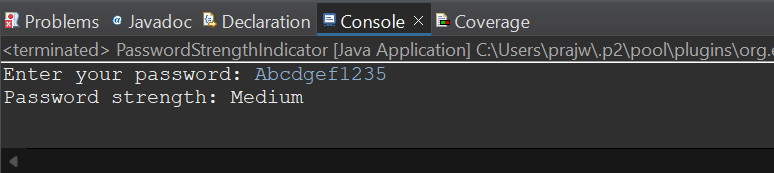 Problems Javadoc Declaration Console Coverage
<terminated> PasswordStrengthIndicator [Java Application] C:\Users\prajw\.p2\pool\plugins\org.e
Enter your password: Abcdgef1235
Password strength: Medium